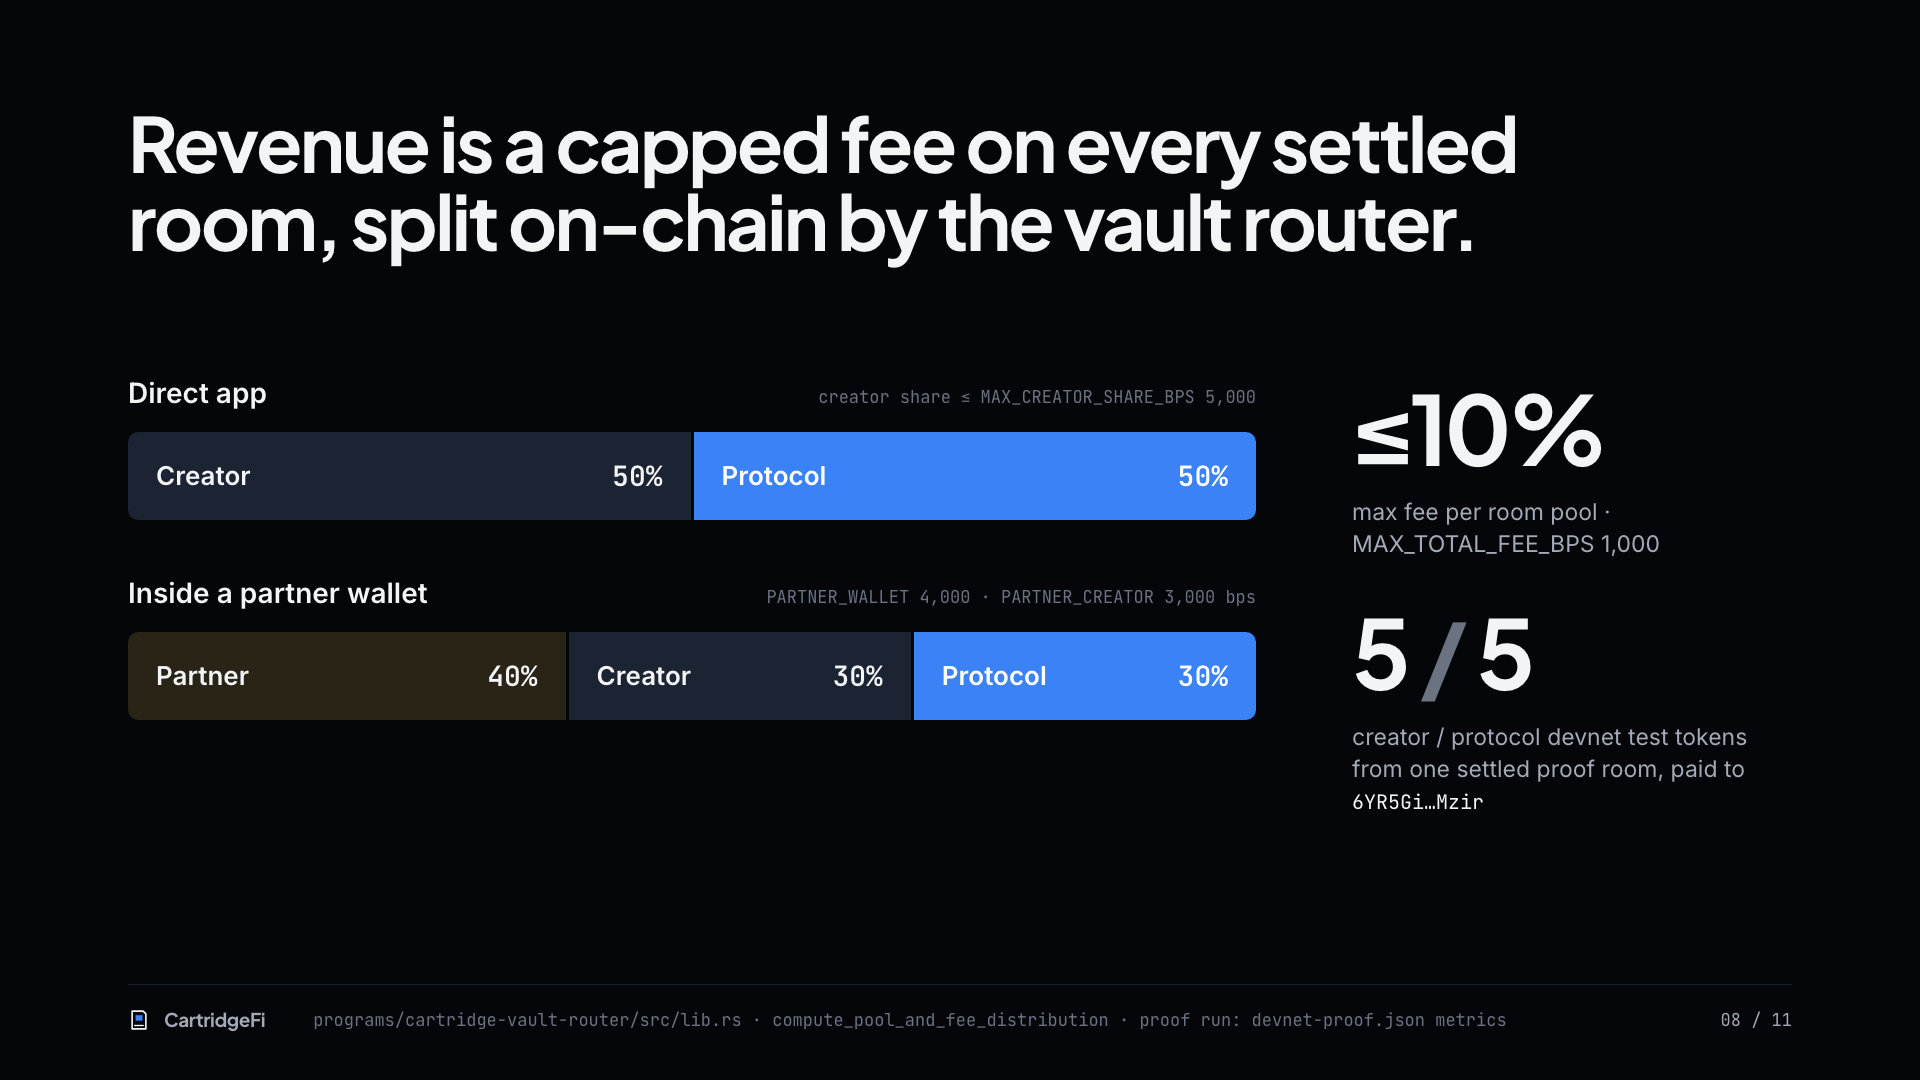 Revenue is a capped fee on every settled
room, split on-chain by the vault router.
Direct app
creator share ≤ MAX_CREATOR_SHARE_BPS 5,000
Creator 50% Protocol 50%
Inside a partner wallet
PARTNER_WALLET 4,000 · PARTNER_CREATOR 3,000 bps
Partner 40% Creator 30% Protocol 30%
≤10%
max fee per room pool ·
MAX_TOTAL_FEE_BPS 1,000
5/5
creator / protocol devnet test tokens
from one settled proof room, paid to
6YR5Gi…Mzir
CartridgeFi programs/cartridge-vault-router/src/lib.rs · compute_pool_and_fee_distribution · proof run: devnet-proof.json metrics 08 / 11